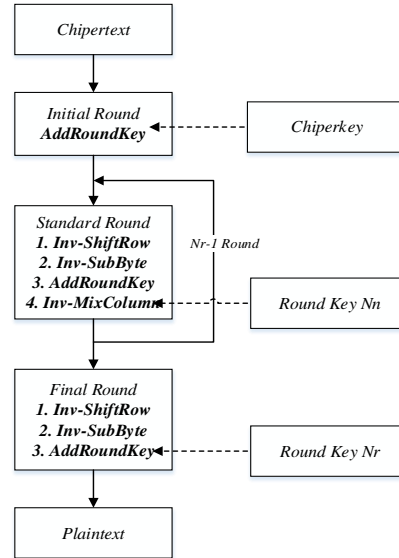 Chipertext
Initial Round
AddRoundKey
Chiperkey
Standard Round
1. Inv-ShiftRow
2. Inv-SubByte
3. AddRoundKey
4. Inv-MixColumn
Nr-1 Round
Round Key Nn
Final Round
1. Inv-ShiftRow
2. Inv-SubByte
3. AddRoundKey
Round Key Nr
Plaintext